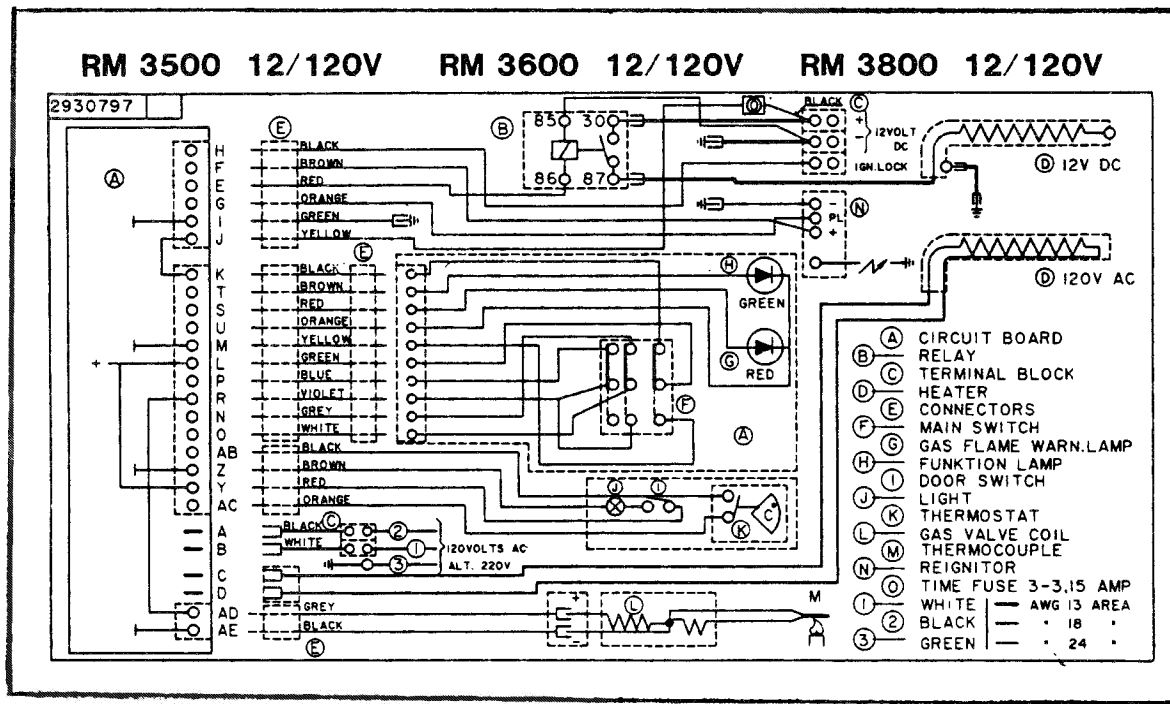 RM 3500 12/120V RM 3600 12/120V RM 3800 12/120V
2930797
A
E
B
85
30
86
87
BLACK
C
+
-
12VOLT
DC
IGN.LOCK
D 12V DC
H BLACK
F BROWN
E RED
G ORANGE
I GREEN
J YELLOW
-
PL
+
N
D 120V AC
E
K BLACK
T BROWN
S RED
U ORANGE
M YELLOW
L GREEN
P BLUE
R VIOLET
N GREY
O WHITE
+
H
GREEN
G
RED
F
A
AB BLACK
Z BROWN
Y RED
AC ORANGE
J
I
K
C
A BLACK
B WHITE
C
2
1
3
120VOLTS AC
ALT. 220V
C
D
AD GREY
AE BLACK
E
+
-
L
M
A CIRCUIT BOARD
B RELAY
C TERMINAL BLOCK
D HEATER
E CONNECTORS
F MAIN SWITCH
G GAS FLAME WARN.LAMP
H FUNKTION LAMP
I DOOR SWITCH
J LIGHT
K THERMOSTAT
L GAS VALVE COIL
M THERMOCOUPLE
N REIGNITOR
O TIME FUSE 3-3,15 AMP
1 WHITE — AWG 13 AREA
2 BLACK — " 18 "
3 GREEN — " 24 "